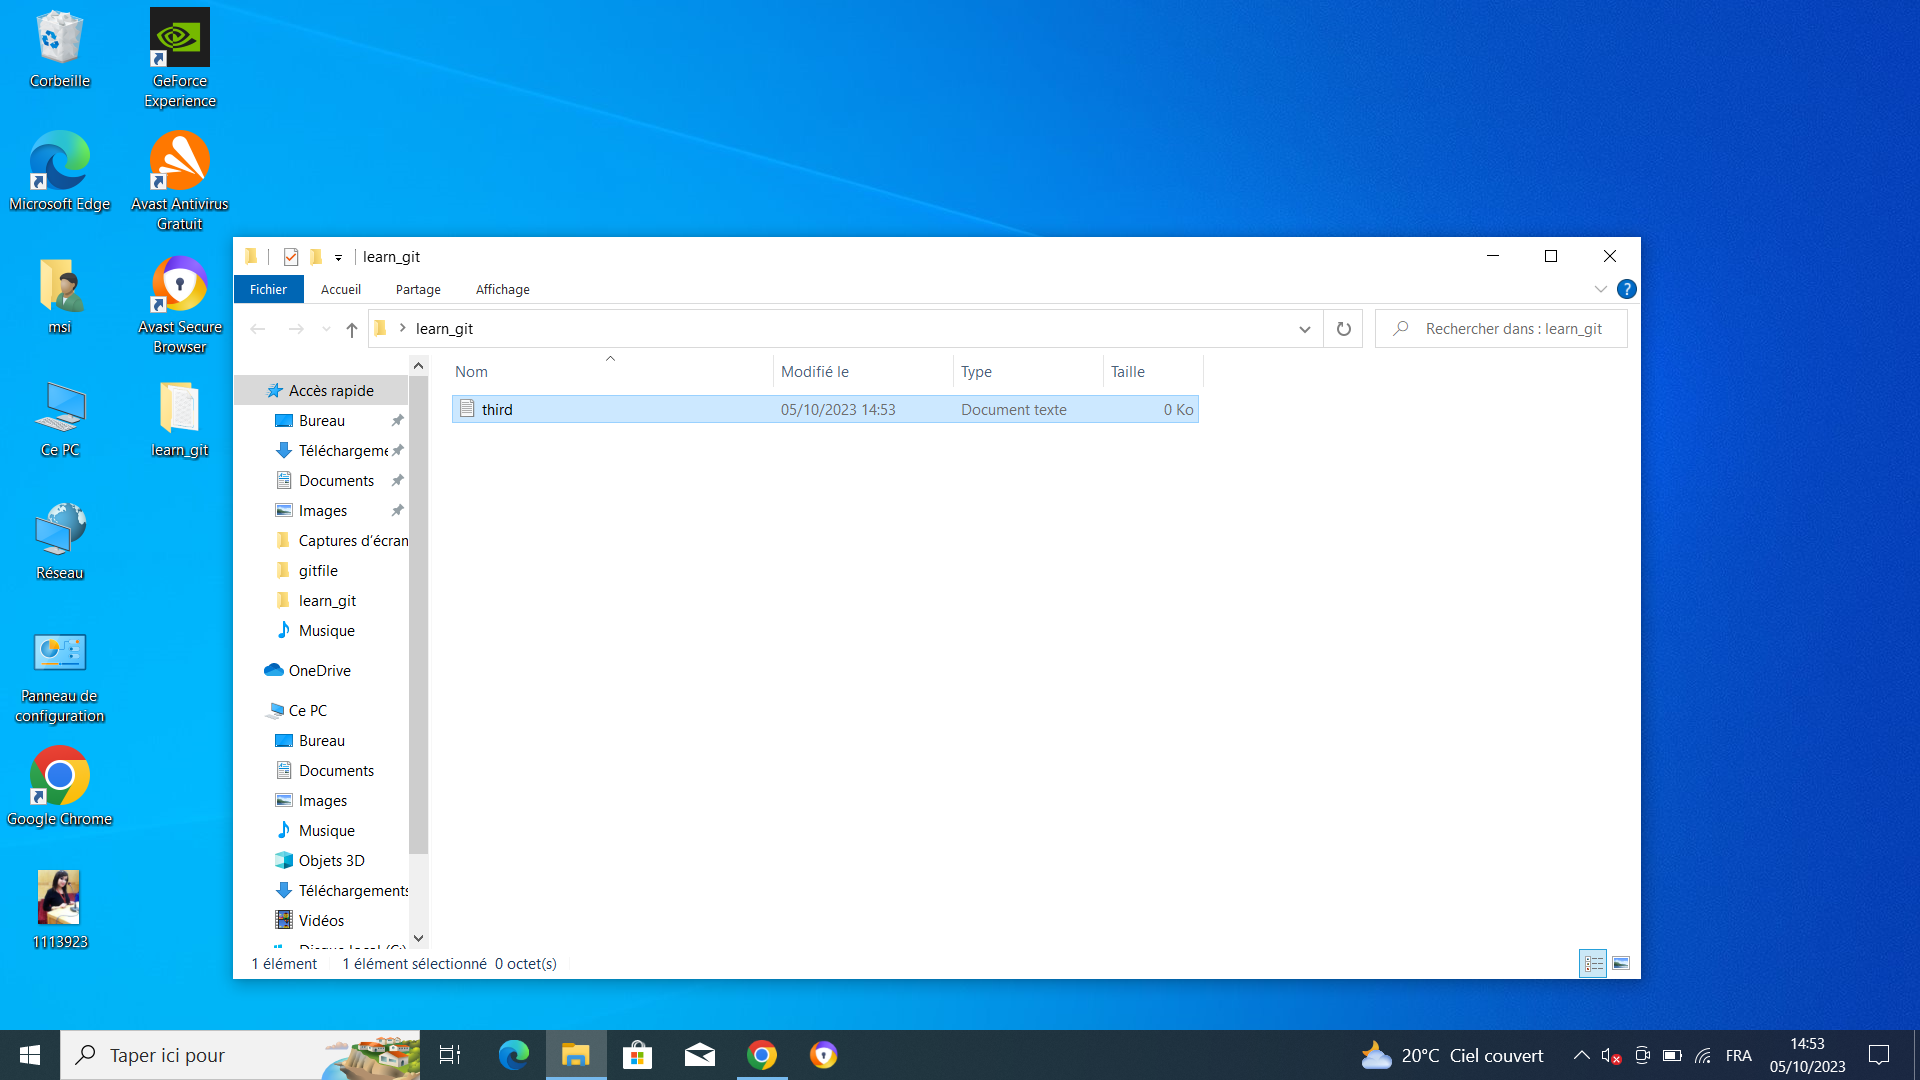 Corbeille
GeForce
Experience
Microsoft Edge
Avast Antivirus
Gratuit
msi
Avast Secure
Browser
Ce PC
learn_git
Réseau
Panneau de
configuration
Google Chrome
1113923
learn_git
Fichier
Accueil
Partage
Affichage
?
learn_git
Rechercher dans : learn_git
Nom
Modifié le
Type
Taille
third
05/10/2023 14:53
Document texte
0 Ko
Accès rapide
Bureau
Téléchargeme
Documents
Images
Captures d'écran
gitfile
learn_git
Musique
OneDrive
Ce PC
Bureau
Documents
Images
Musique
Objets 3D
Téléchargements
Vidéos
Disque local (C:)
1 élément
1 élément sélectionné 0 octet(s)
Taper ici pour
20°C Ciel couvert
FRA
14:53
05/10/2023